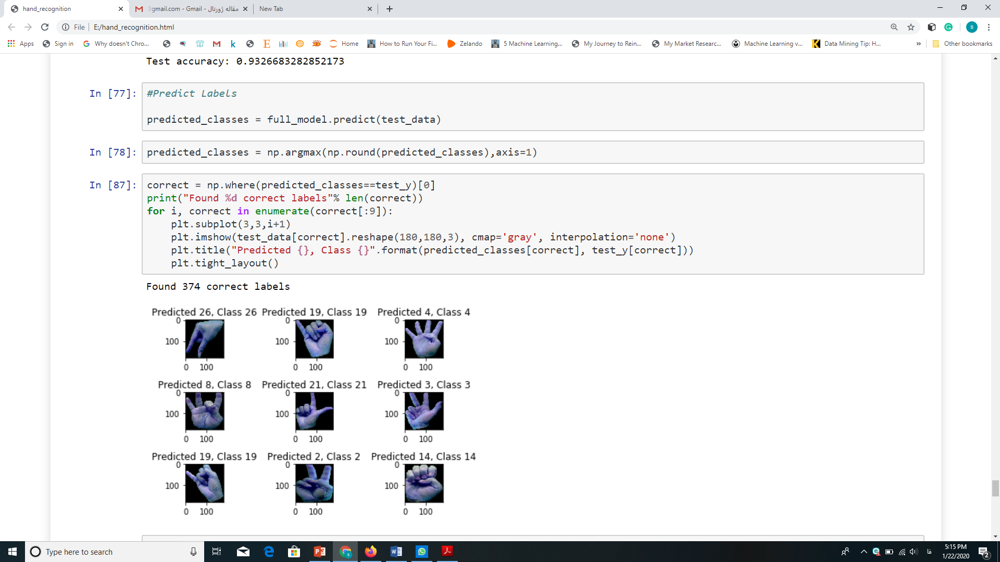 hand_recognition
@gmail.com - Gmail - مقاله ژورنال
New Tab
File
E:/hand_recognition.html
S
Apps
Sign in
Why doesn't Chro...
Home
How to Run Your Fi...
Zelando
5 Machine Learning...
My Journey to Rein...
My Market Researc...
Machine Learning v...
Data Mining Tip: H...
»
Other bookmarks
Test accuracy: 0.9326683282852173
In [77]:
#Predict Labels
predicted_classes = full_model.predict(test_data)
In [78]:
predicted_classes = np.argmax(np.round(predicted_classes),axis=1)
In [87]:
correct = np.where(predicted_classes==test_y)[0]
print("Found %d correct labels"% len(correct))
for i, correct in enumerate(correct[:9]):
    plt.subplot(3,3,i+1)
    plt.imshow(test_data[correct].reshape(180,180,3), cmap='gray', interpolation='none')
    plt.title("Predicted {}, Class {}".format(predicted_classes[correct], test_y[correct]))
    plt.tight_layout()
Found 374 correct labels
Predicted 26, Class 26 Predicted 19, Class 19 Predicted 4, Class 4
0 0 0
100 100 100
0 100 0 100 0 100
Predicted 8, Class 8 Predicted 21, Class 21 Predicted 3, Class 3
0 0 0
100 100 100
0 100 0 100 0 100
Predicted 19, Class 19 Predicted 2, Class 2 Predicted 14, Class 14
0 0 0
100 100 100
0 100 0 100 0 100
Type here to search
فا
5:15 PM
1/22/2020
2